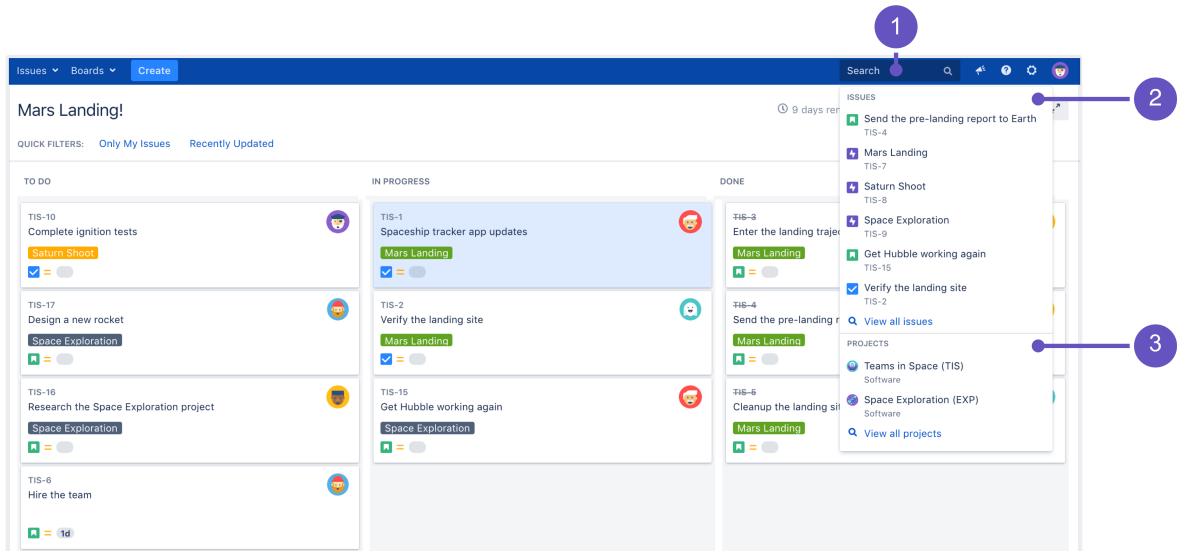 1
Issues Boards Create Search
2
Mars Landing!
9 days re
QUICK FILTERS: Only My Issues Recently Updated
TO DO
TIS-10
Complete ignition tests
Saturn Shoot
TIS-17
Design a new rocket
Space Exploration
TIS-16
Research the Space Exploration project
Space Exploration
TIS-6
Hire the team
1d
IN PROGRESS
TIS-1
Spaceship tracker app updates
Mars Landing
TIS-2
Verify the landing site
Mars Landing
TIS-15
Get Hubble working again
Space Exploration
DONE
TIS-3
Enter the landing trajec
Mars Landing
TIS-4
Send the pre-landing r
Mars Landing
TIS-5
Cleanup the landing sit
Mars Landing
ISSUES
Send the pre-landing report to Earth
TIS-4
Mars Landing
TIS-7
Saturn Shoot
TIS-8
Space Exploration
TIS-9
Get Hubble working again
TIS-15
Verify the landing site
TIS-2
View all issues
3
PROJECTS
Teams in Space (TIS)
Software
Space Exploration (EXP)
Software
View all projects